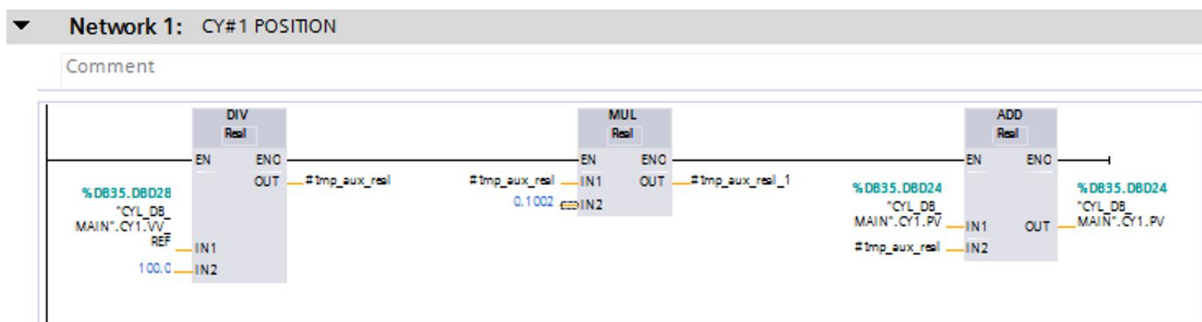 Network 1: CY#1 POSITION
Comment
DIV
Real
EN ENO
OUT
#tmp_aux_real
%DB35.DBD28
"CYL_DB_
MAIN".CY1.VV_
REF
IN1
100.0
IN2
MUL
Real
EN ENO
#tmp_aux_real
IN1
OUT
#tmp_aux_real_1
0.1002
IN2
ADD
Real
EN ENO
%DB35.DBD24
"CYL_DB_
MAIN".CY1.PV
IN1
#tmp_aux_real
IN2
OUT
%DB35.DBD24
"CYL_DB_
MAIN".CY1.PV